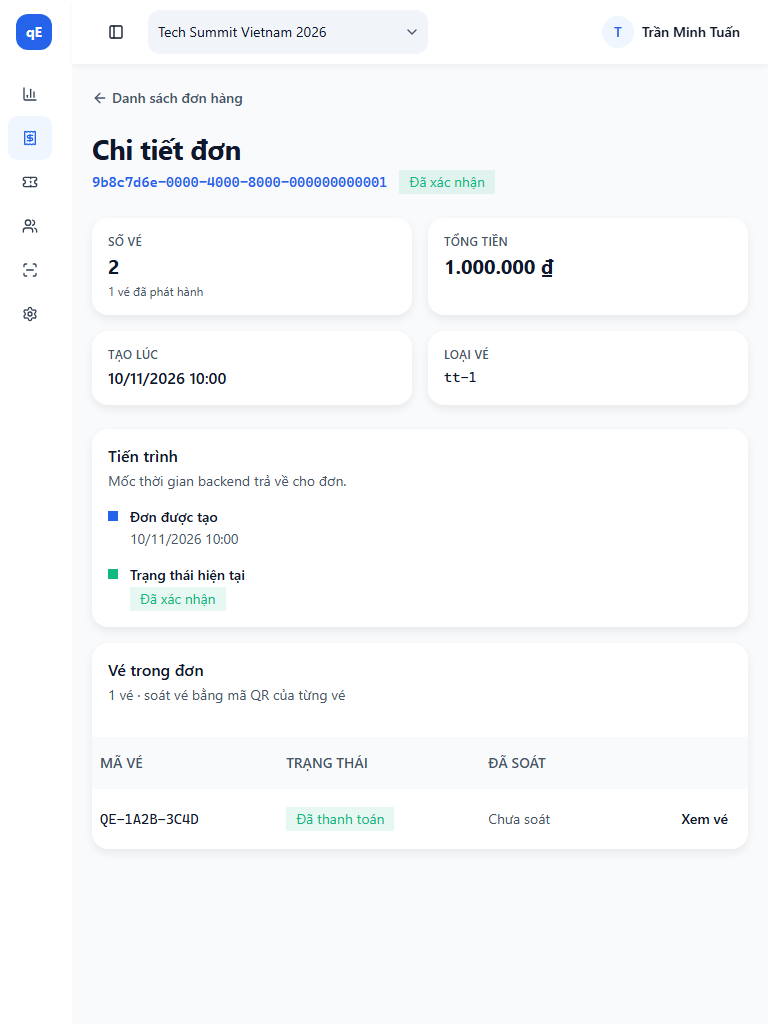 qE
Tech Summit Vietnam 2026
T
Trần Minh Tuấn
Danh sách đơn hàng
Chi tiết đơn
9b8c7d6e-0000-4000-8000-000000000001
Đã xác nhận
SỐ VÉ
2
1 vé đã phát hành
TỔNG TIỀN
1.000.000 ₫
TẠO LÚC
10/11/2026 10:00
LOẠI VÉ
tt-1
Tiến trình
Mốc thời gian backend trả về cho đơn.
Đơn được tạo
10/11/2026 10:00
Trạng thái hiện tại
Đã xác nhận
Vé trong đơn
1 vé · soát vé bằng mã QR của từng vé
MÃ VÉ TRẠNG THÁI ĐÃ SOÁT
QE-1A2B-3C4D Đã thanh toán Chưa soát Xem vé